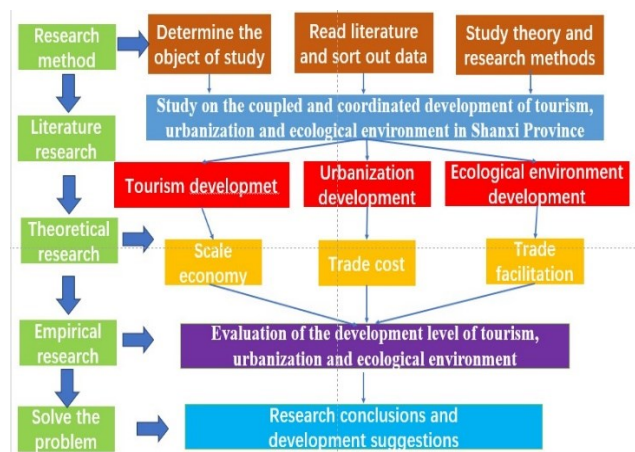 Research
method
Determine the
object of study
Read literature
and sort out data
Study theory and
research methods
Literature
research
Study on the coupled and coordinated development of tourism,
urbanization and ecological environment in Shanxi Province
Tourism developmet
Urbanization
development
Ecological environment
development
Theoretical
research
Scale
economy
Trade cost
Trade
facilitation
Empirical
research
Evaluation of the development level of tourism,
urbanization and ecological environment
Solve the
problem
Research conclusions and
development suggestions